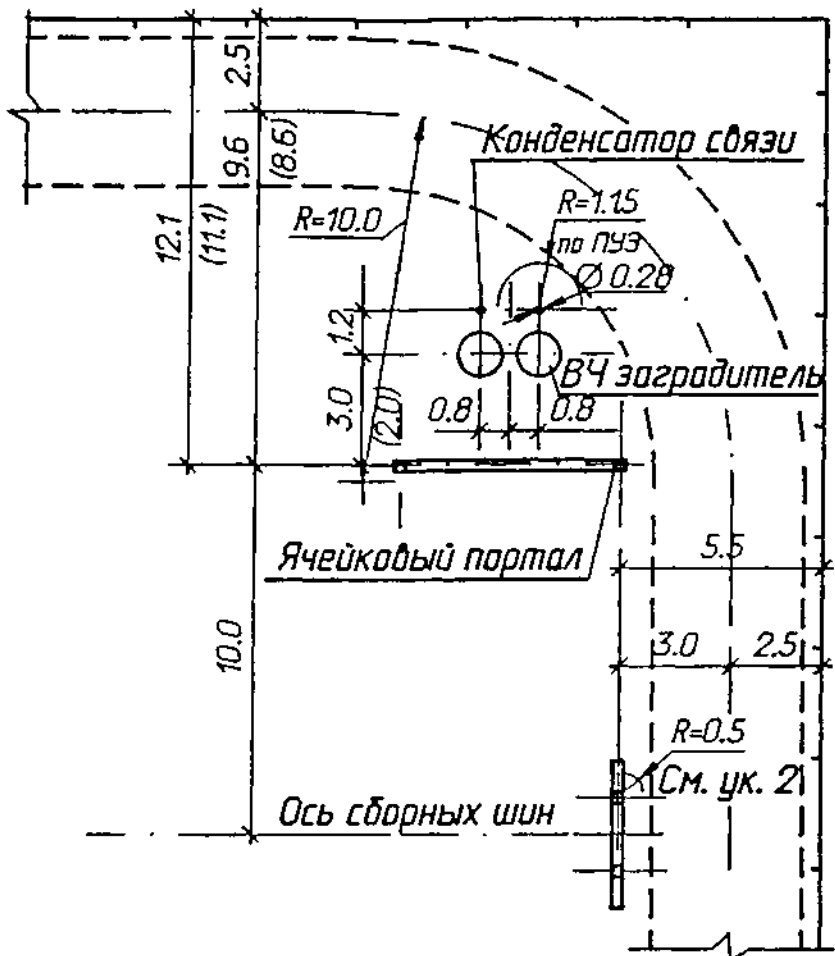 2.5
9.6
(8.6)
12.1
(11.1)
Конденсатор связи
R=10.0
R=1.15
по ПУЭ
Ø 0.28
1.2
3.0
(2.0)
ВЧ заградитель
0.8
0.8
Ячейковый портал
5.5
10.0
3.0
2.5
R=0.5
См. ук. 2
Ось сборных шин